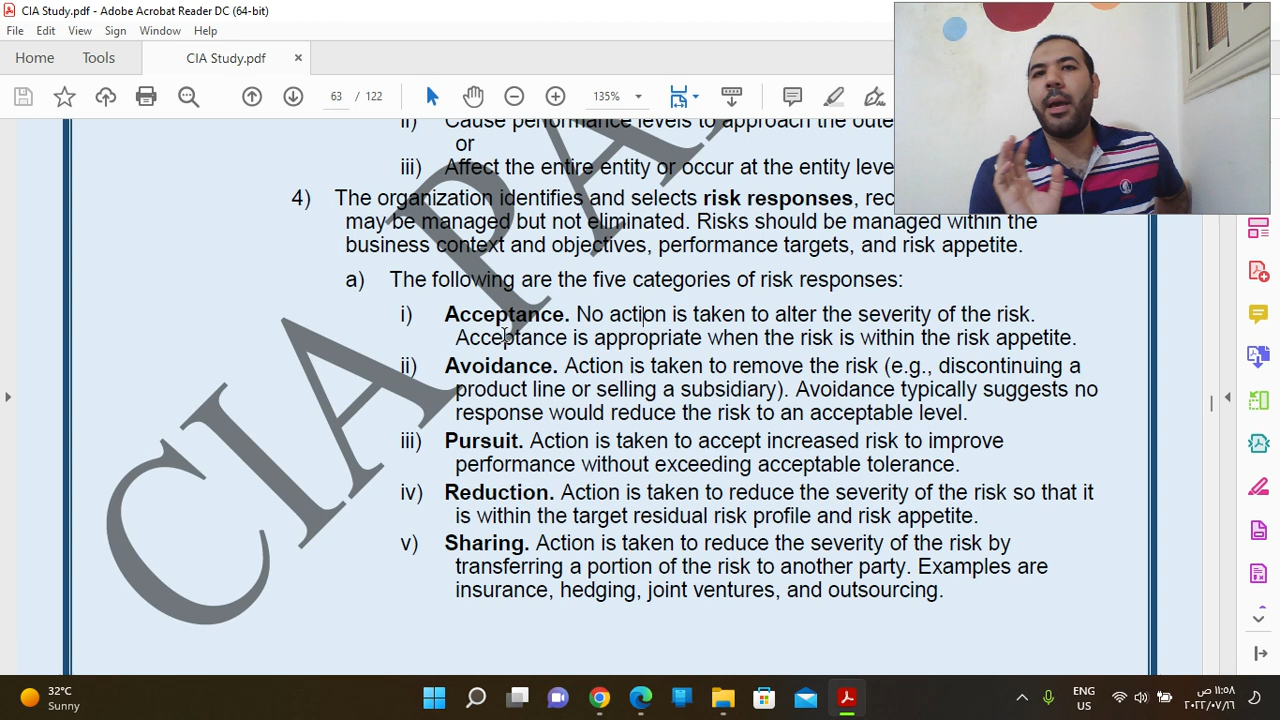 CIA Study.pdf - Adobe Acrobat Reader DC (64-bit)
File Edit View Sign Window Help
Home Tools CIA Study.pdf ×
63 / 122 135%
ii) Cause performance levels to approach the oute
or
iii) Affect the entire entity or occur at the entity leve
4) The organization identifies and selects risk responses, rec
may be managed but not eliminated. Risks should be managed within the
business context and objectives, performance targets, and risk appetite.
a) The following are the five categories of risk responses:
i) Acceptance. No action is taken to alter the severity of the risk.
Acceptance is appropriate when the risk is within the risk appetite.
ii) Avoidance. Action is taken to remove the risk (e.g., discontinuing a
product line or selling a subsidiary). Avoidance typically suggests no
response would reduce the risk to an acceptable level.
iii) Pursuit. Action is taken to accept increased risk to improve
performance without exceeding acceptable tolerance.
iv) Reduction. Action is taken to reduce the severity of the risk so that it
is within the target residual risk profile and risk appetite.
v) Sharing. Action is taken to reduce the severity of the risk by
transferring a portion of the risk to another party. Examples are
insurance, hedging, joint ventures, and outsourcing.
CIA PA
32°C
Sunny
ENG
US
١١:٥٨ ص
٢٠٢٢/٠٧/١٦